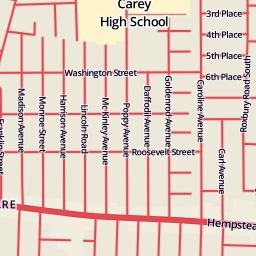 Carey
High School
3rd Place
4th Place
5th Place
6th Place
Washington Street
Madison Avenue
Monroe Street
Harrison Avenue
Lincoln Road
McKinley Avenue
Poppy Avenue
Daffodil Avenue
Goldenrod Avenue
Caroline Avenue
Roxbury Road South
Franklin Street
Roosevelt Street
Carl Avenue
Hempstea